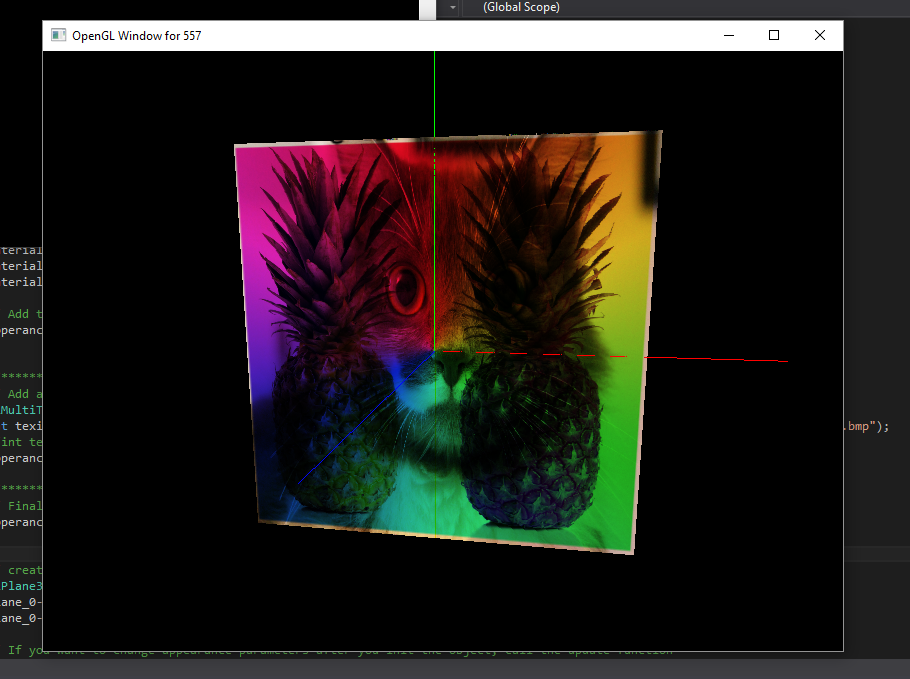 (Global Scope)
OpenGL Window for 557
terial
terial
terial
Add t
peranc
*******
Add a
MultiT
t texi
.bmp");
int te
peranc
*******
Final
peranc
creat
Plane3
ane_0-
ane_0-
If you want to change appearance parameters after you init the object, call the update function